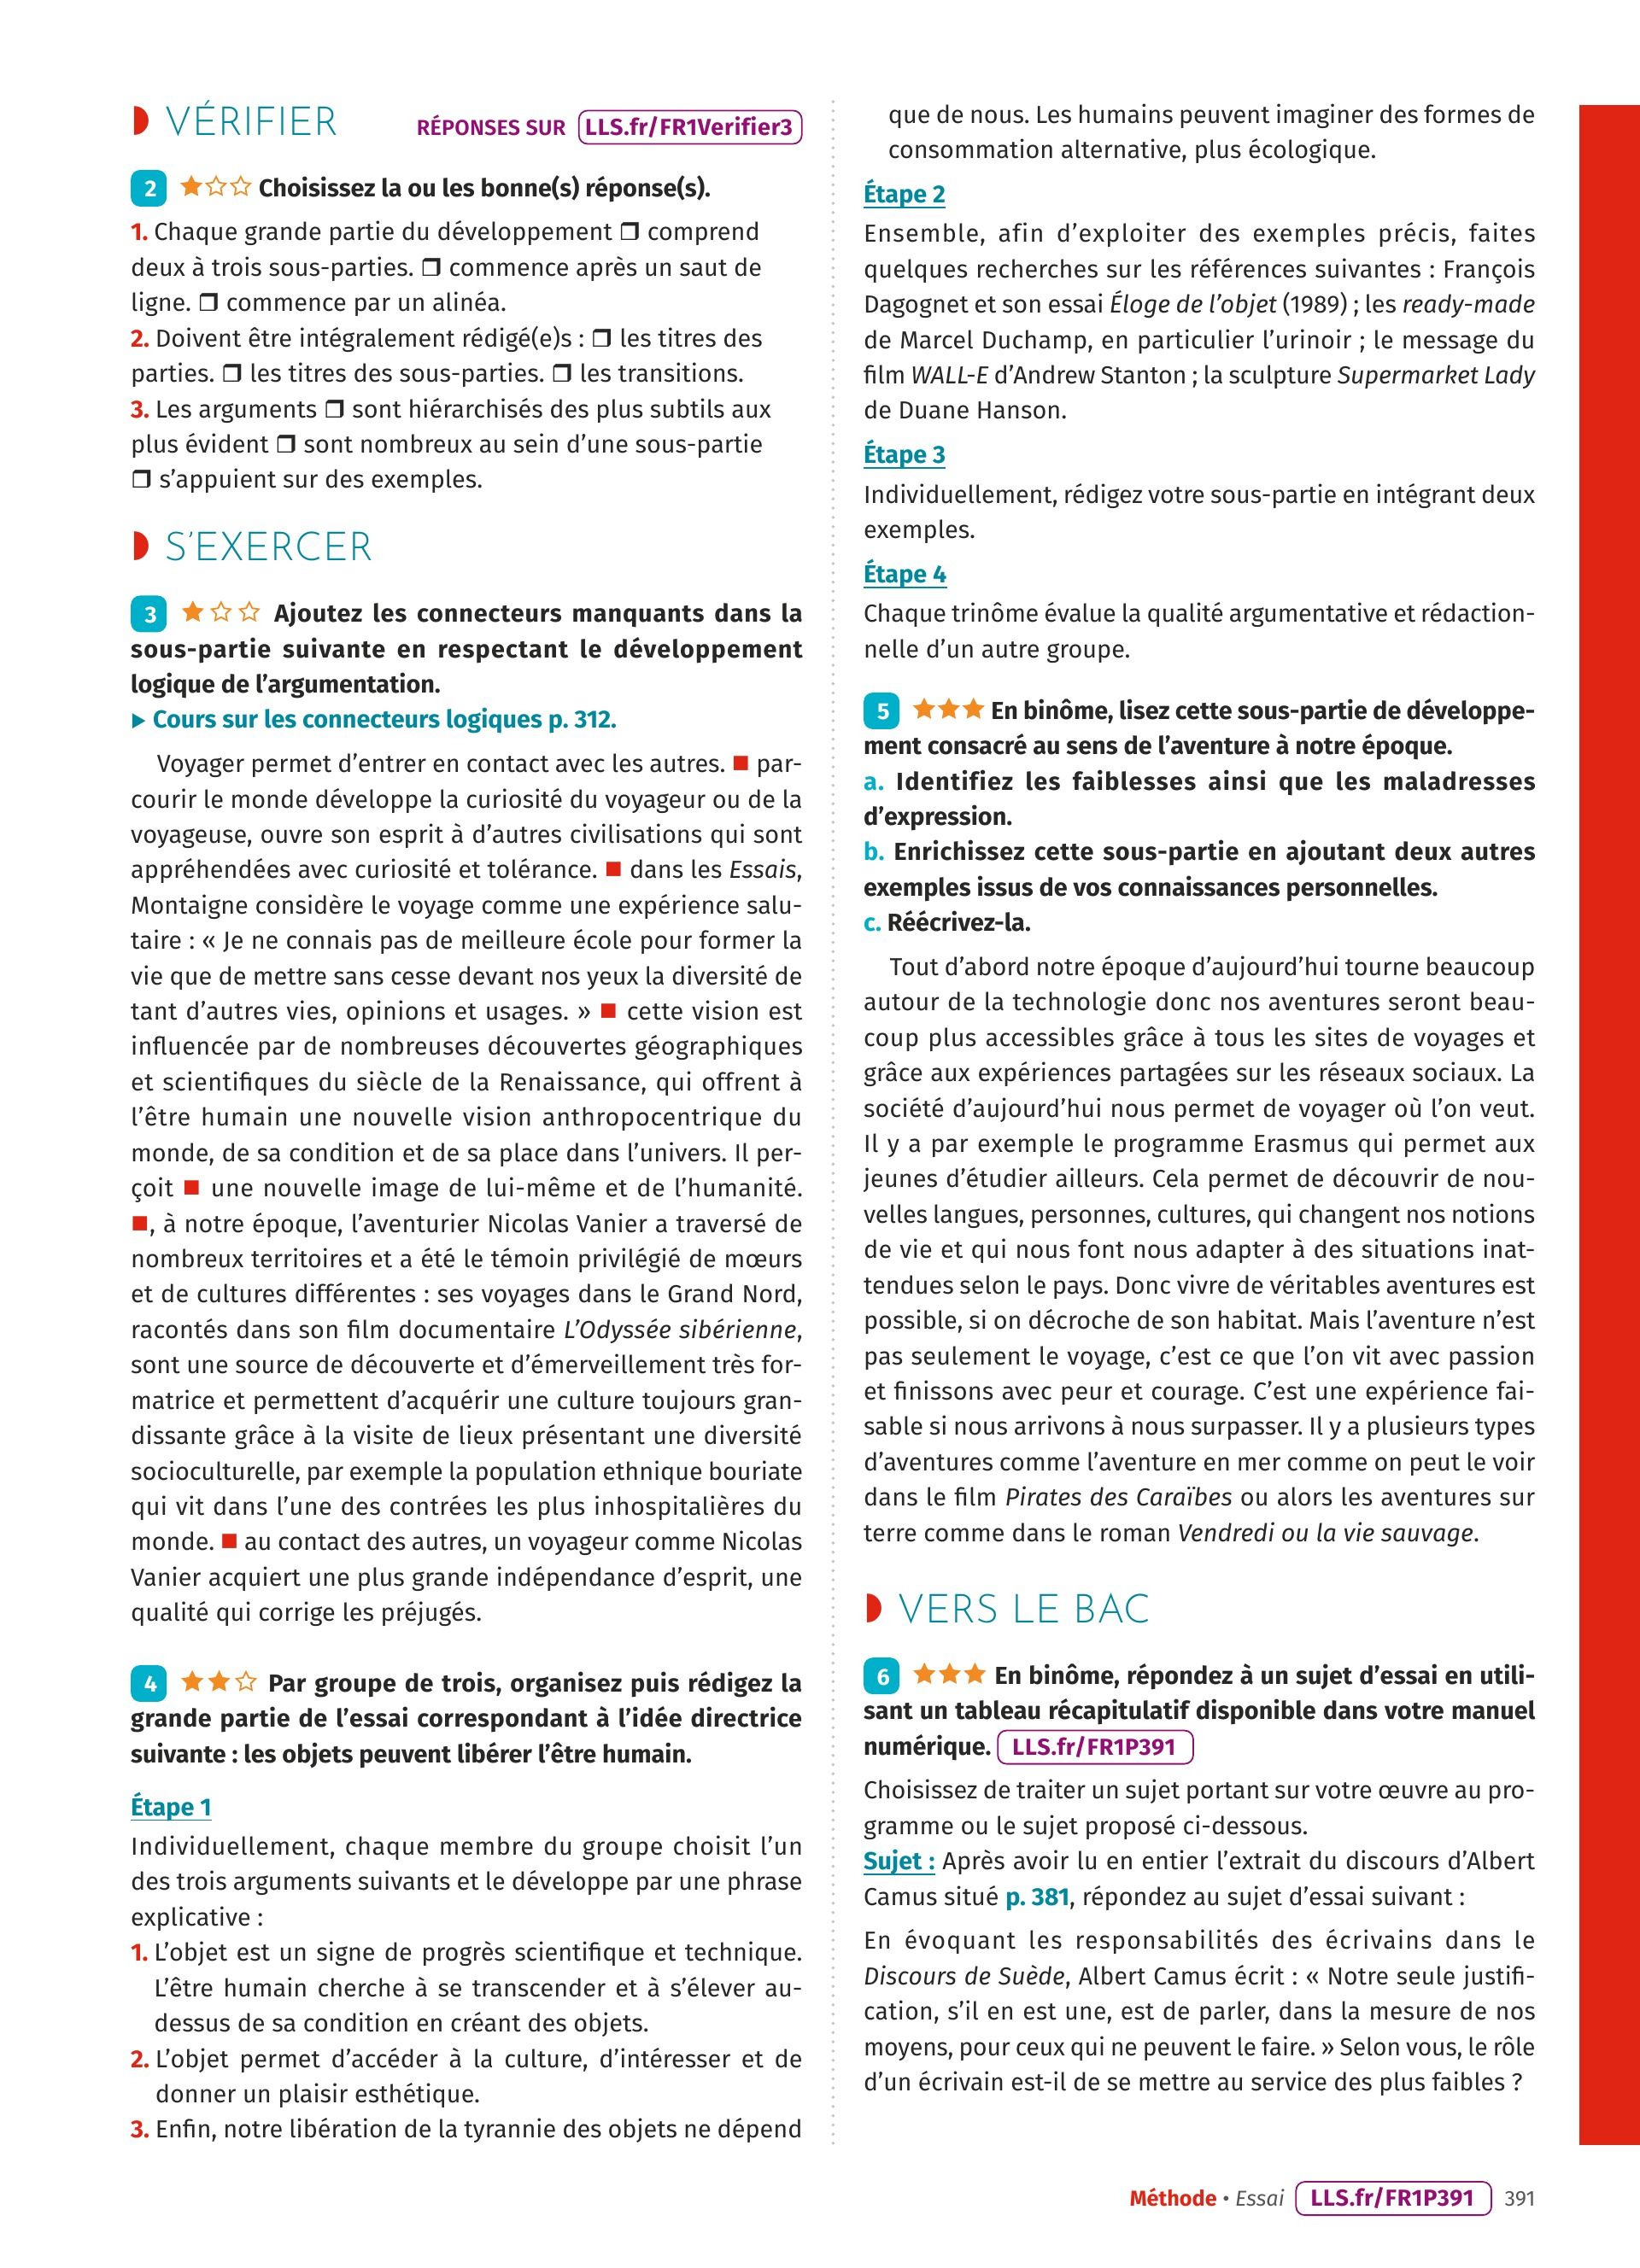 VÉRIFIER
RÉPONSES SUR LLS.fr/FR1Verifier3
2 ★☆☆ Choisissez la ou les bonne(s) réponse(s).
1. Chaque grande partie du développement ❒ comprend
deux à trois sous-parties. ❒ commence après un saut de
ligne. ❒ commence par un alinéa.
2. Doivent être intégralement rédigé(e)s : ❒ les titres des
parties. ❒ les titres des sous-parties. ❒ les transitions.
3. Les arguments ❒ sont hiérarchisés des plus subtils aux
plus évident ❒ sont nombreux au sein d’une sous-partie
❒ s’appuient sur des exemples.
S’EXERCER
3 ★☆☆ Ajoutez les connecteurs manquants dans la
sous-partie suivante en respectant le développement
logique de l’argumentation.
▶ Cours sur les connecteurs logiques p. 312.
Voyager permet d’entrer en contact avec les autres. ■ par-
courir le monde développe la curiosité du voyageur ou de la
voyageuse, ouvre son esprit à d’autres civilisations qui sont
appréhendées avec curiosité et tolérance. ■ dans les Essais,
Montaigne considère le voyage comme une expérience salu-
taire : « Je ne connais pas de meilleure école pour former la
vie que de mettre sans cesse devant nos yeux la diversité de
tant d’autres vies, opinions et usages. » ■ cette vision est
influencée par de nombreuses découvertes géographiques
et scientifiques du siècle de la Renaissance, qui offrent à
l’être humain une nouvelle vision anthropocentrique du
monde, de sa condition et de sa place dans l’univers. Il per-
çoit ■ une nouvelle image de lui-même et de l’humanité.
■, à notre époque, l’aventurier Nicolas Vanier a traversé de
nombreux territoires et a été le témoin privilégié de mœurs
et de cultures différentes : ses voyages dans le Grand Nord,
racontés dans son film documentaire L’Odyssée sibérienne,
sont une source de découverte et d’émerveillement très for-
matrice et permettent d’acquérir une culture toujours gran-
dissante grâce à la visite de lieux présentant une diversité
socioculturelle, par exemple la population ethnique bouriate
qui vit dans l’une des contrées les plus inhospitalières du
monde. ■ au contact des autres, un voyageur comme Nicolas
Vanier acquiert une plus grande indépendance d’esprit, une
qualité qui corrige les préjugés.
4 ★★☆ Par groupe de trois, organisez puis rédigez la
grande partie de l’essai correspondant à l’idée directrice
suivante : les objets peuvent libérer l’être humain.
Étape 1
Individuellement, chaque membre du groupe choisit l’un
des trois arguments suivants et le développe par une phrase
explicative :
1. L’objet est un signe de progrès scientifique et technique.
L’être humain cherche à se transcender et à s’élever au-
dessus de sa condition en créant des objets.
2. L’objet permet d’accéder à la culture, d’intéresser et de
donner un plaisir esthétique.
3. Enfin, notre libération de la tyrannie des objets ne dépend
que de nous. Les humains peuvent imaginer des formes de
consommation alternative, plus écologique.
Étape 2
Ensemble, afin d’exploiter des exemples précis, faites
quelques recherches sur les références suivantes : François
Dagognet et son essai Éloge de l’objet (1989) ; les ready-made
de Marcel Duchamp, en particulier l’urinoir ; le message du
film WALL-E d’Andrew Stanton ; la sculpture Supermarket Lady
de Duane Hanson.
Étape 3
Individuellement, rédigez votre sous-partie en intégrant deux
exemples.
Étape 4
Chaque trinôme évalue la qualité argumentative et rédaction-
nelle d’un autre groupe.
5 ★★★ En binôme, lisez cette sous-partie de développe-
ment consacré au sens de l’aventure à notre époque.
a. Identifiez les faiblesses ainsi que les maladresses
d’expression.
b. Enrichissez cette sous-partie en ajoutant deux autres
exemples issus de vos connaissances personnelles.
c. Réécrivez-la.
Tout d’abord notre époque d’aujourd’hui tourne beaucoup
autour de la technologie donc nos aventures seront beau-
coup plus accessibles grâce à tous les sites de voyages et
grâce aux expériences partagées sur les réseaux sociaux. La
société d’aujourd’hui nous permet de voyager où l’on veut.
Il y a par exemple le programme Erasmus qui permet aux
jeunes d’étudier ailleurs. Cela permet de découvrir de nou-
velles langues, personnes, cultures, qui changent nos notions
de vie et qui nous font nous adapter à des situations inat-
tendues selon le pays. Donc vivre de véritables aventures est
possible, si on décroche de son habitat. Mais l’aventure n’est
pas seulement le voyage, c’est ce que l’on vit avec passion
et finissons avec peur et courage. C’est une expérience fai-
sable si nous arrivons à nous surpasser. Il y a plusieurs types
d’aventures comme l’aventure en mer comme on peut le voir
dans le film Pirates des Caraïbes ou alors les aventures sur
terre comme dans le roman Vendredi ou la vie sauvage.
VERS LE BAC
6 ★★★ En binôme, répondez à un sujet d’essai en utili-
sant un tableau récapitulatif disponible dans votre manuel
numérique. LLS.fr/FR1P391
Choisissez de traiter un sujet portant sur votre œuvre au pro-
gramme ou le sujet proposé ci-dessous.
Sujet : Après avoir lu en entier l’extrait du discours d’Albert
Camus situé p. 381, répondez au sujet d’essai suivant :
En évoquant les responsabilités des écrivains dans le
Discours de Suède, Albert Camus écrit : « Notre seule justifi-
cation, s’il en est une, est de parler, dans la mesure de nos
moyens, pour ceux qui ne peuvent le faire. » Selon vous, le rôle
d’un écrivain est-il de se mettre au service des plus faibles ?
Méthode • Essai LLS.fr/FR1P391 391